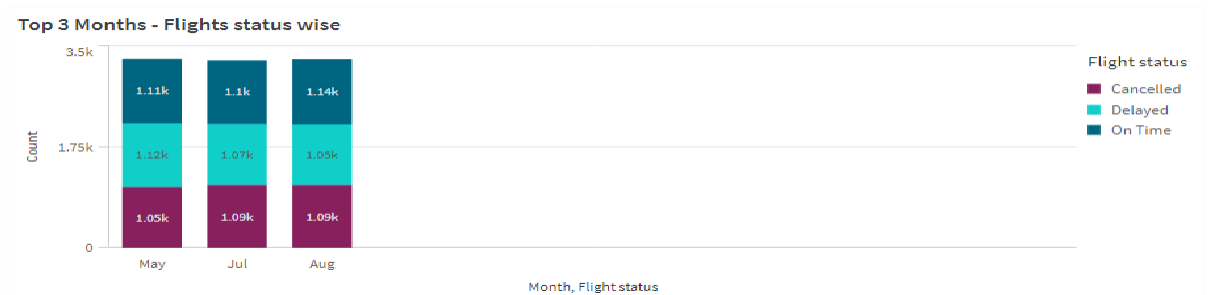 Top 3 Months - Flights status wise
3.5k
1.75k
0
Count
1.11k
1.1k
1.14k
1.12k
1.07k
1.05k
1.05k
1.09k
1.09k
May
Jul
Aug
Month, Flight status
Flight status
Cancelled
Delayed
On Time